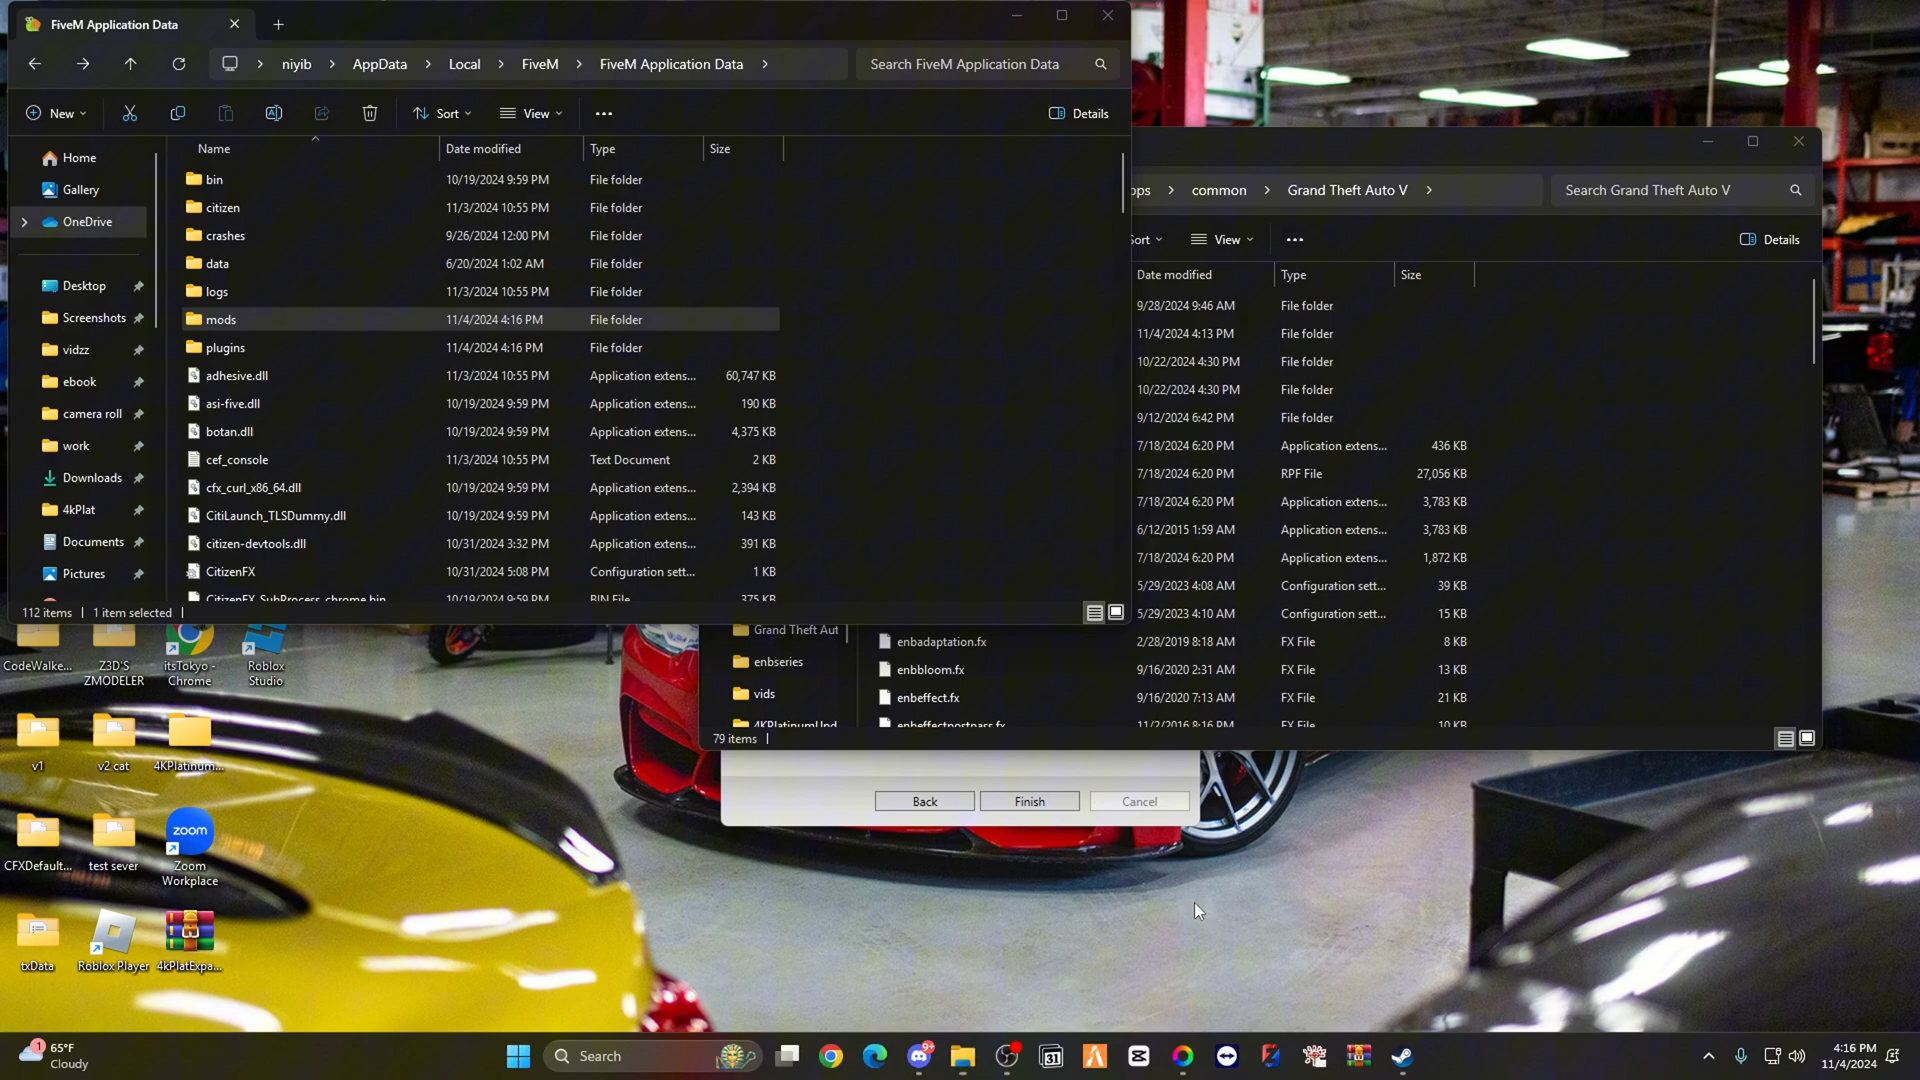 FiveM Application Data
niyib
AppData
Local
FiveM
FiveM Application Data
Search FiveM Application Data
New
Sort
View
Details
Name
Date modified
Type
Size
Home
Gallery
OneDrive
Desktop
Screenshots
vidzz
ebook
camera roll
work
Downloads
4kPlat
Documents
Pictures
bin 10/19/2024 9:59 PM File folder
citizen 11/3/2024 10:55 PM File folder
crashes 9/26/2024 12:00 PM File folder
data 6/20/2024 1:02 AM File folder
logs 11/3/2024 10:55 PM File folder
mods 11/4/2024 4:16 PM File folder
plugins 11/4/2024 4:16 PM File folder
adhesive.dll 11/3/2024 10:55 PM Application extens... 60,747 KB
asi-five.dll 10/19/2024 9:59 PM Application extens... 190 KB
botan.dll 10/19/2024 9:59 PM Application extens... 4,375 KB
cef_console 11/3/2024 10:55 PM Text Document 2 KB
cfx_curl_x86_64.dll 10/19/2024 9:59 PM Application extens... 2,394 KB
CitiLaunch_TLSDummy.dll 10/19/2024 9:59 PM Application extens... 143 KB
citizen-devtools.dll 10/31/2024 3:32 PM Application extens... 391 KB
CitizenFX 10/31/2024 5:08 PM Configuration sett... 1 KB
CitizenFX_SubProcess_chrome.bin 10/19/2024 9:59 PM BIN File 375 KB
112 items 1 item selected
common
Grand Theft Auto V
Search Grand Theft Auto V
View
Details
Date modified
Type
Size
9/28/2024 9:46 AM File folder
11/4/2024 4:13 PM File folder
10/22/2024 4:30 PM File folder
10/22/2024 4:30 PM File folder
9/12/2024 6:42 PM File folder
7/18/2024 6:20 PM Application extens... 436 KB
7/18/2024 6:20 PM RPF File 27,056 KB
7/18/2024 6:20 PM Application extens... 3,783 KB
6/12/2015 1:59 AM Application extens... 3,783 KB
7/18/2024 6:20 PM Application extens... 1,872 KB
5/29/2023 4:08 AM Configuration sett... 39 KB
5/29/2023 4:10 AM Configuration sett... 15 KB
enbadaptation.fx 2/28/2019 8:18 AM FX File 8 KB
enbbloom.fx 9/16/2020 2:31 AM FX File 13 KB
enbeffect.fx 9/16/2020 7:13 AM FX File 21 KB
enbeffectpostpass.fx 11/2/2016 8:16 PM FX File 10 KB
Grand Theft Aut
enbseries
vids
4KPlatinumUnd
79 items
Back
Finish
Cancel
CodeWalke...
Z3D'S
ZMODELER
itsTokyo -
Chrome
Roblox
Studio
v1
v2 cat
4KPlatinum...
CFXDefault...
test sever
zoom
Zoom
Workplace
txData
Roblox Player
4kPlatExpa...
1
65°F
Cloudy
Search
9+
31
4:16 PM
11/4/2024